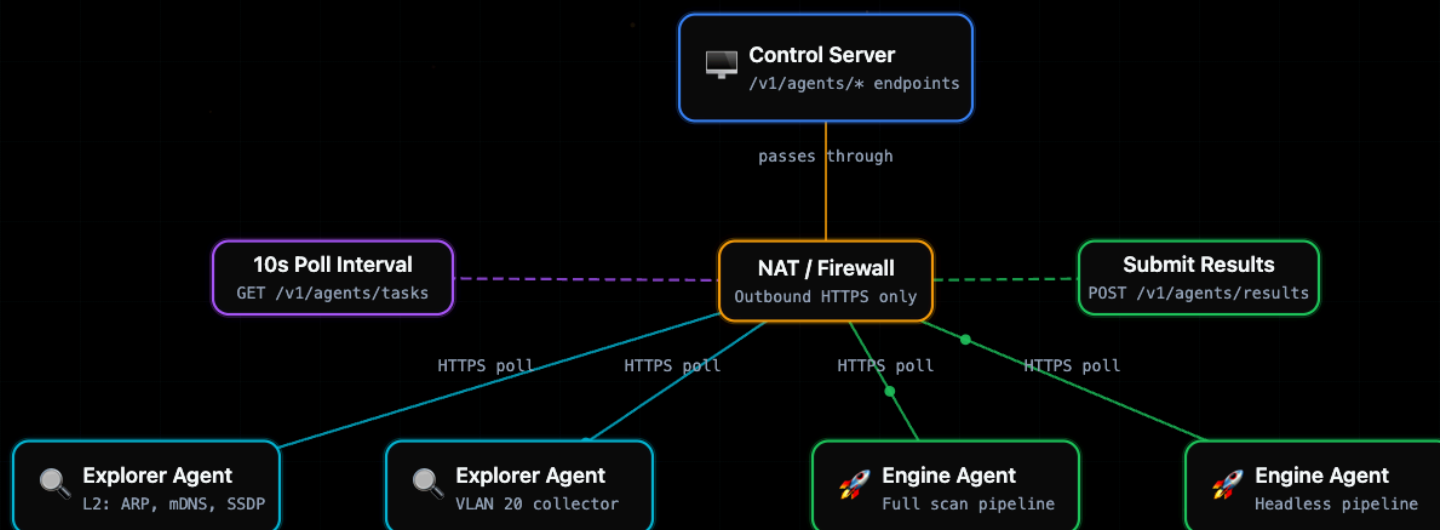 Control Server
/v1/agents/* endpoints
passes through
10s Poll Interval
GET /v1/agents/tasks
NAT / Firewall
Outbound HTTPS only
Submit Results
POST /v1/agents/results
HTTPS poll
HTTPS poll
HTTPS poll
HTTPS poll
Explorer Agent
L2: ARP, mDNS, SSDP
Explorer Agent
VLAN 20 collector
Engine Agent
Full scan pipeline
Engine Agent
Headless pipeline